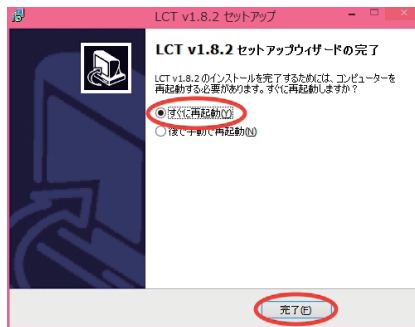 LCT v1.8.2 セットアップ
LCT v1.8.2 セットアップウィザードの完了
LCT v1.8.2 のインストールを完了するためには、コンピューターを
再起動する必要があります。すぐに再起動しますか？
すぐに再起動(Y)
後で手動で再起動(N)
完了(F)